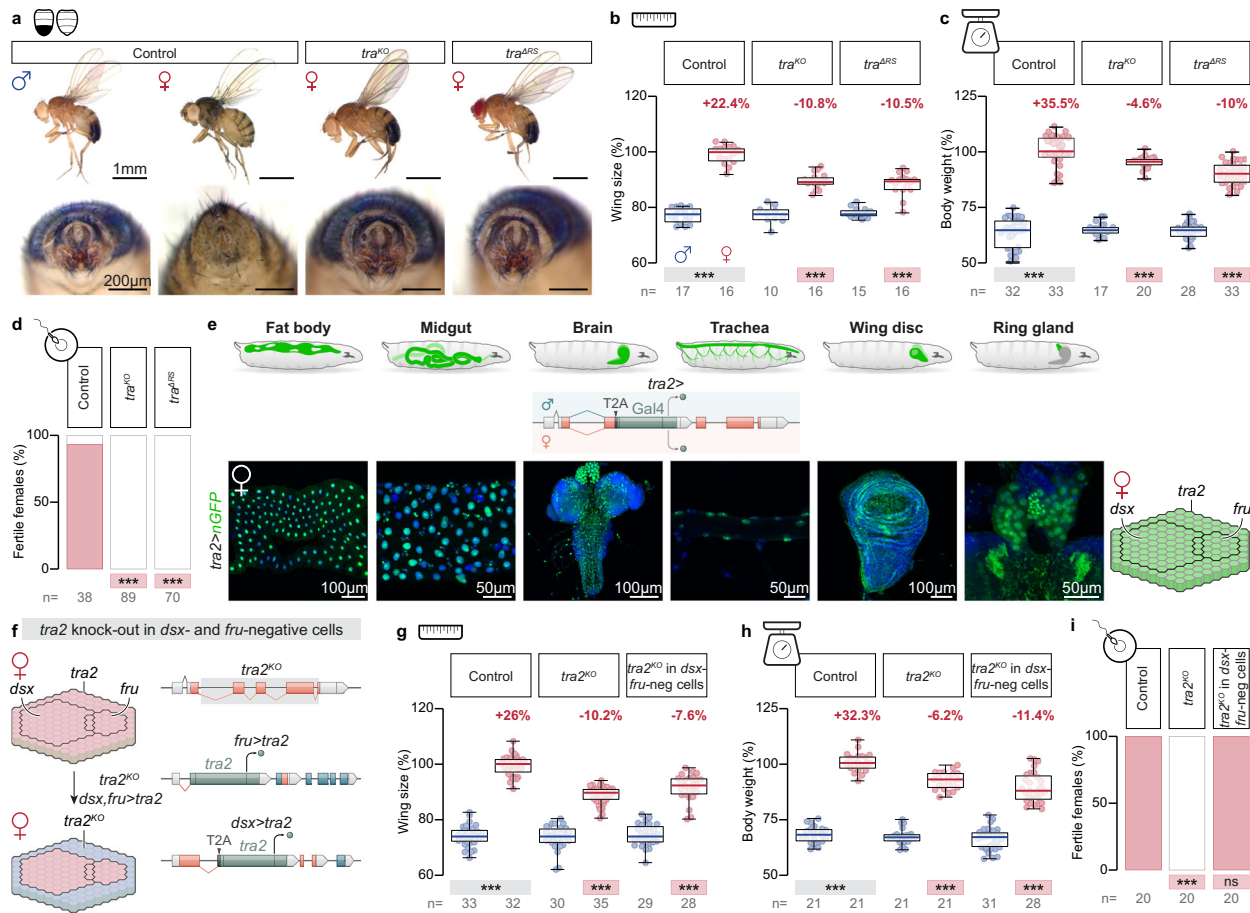 a
Control
tra^KO
tra^ΔRS
♂
♀
♀
♀
1mm
200µm
b
Control
tra^KO
tra^ΔRS
+22.4%
-10.8%
-10.5%
Wing size (%)
120
100
80
60
♂
♀
***
***
***
n=
17
16
10
16
15
16
c
Control
tra^KO
tra^ΔRS
+35.5%
-4.6%
-10%
Body weight (%)
125
100
75
50
***
***
***
n=
32
33
17
20
28
33
d
Control
tra^KO
tra^ΔRS
Fertile females (%)
100
50
0
***
***
n=
38
89
70
e
Fat body
Midgut
Brain
Trachea
Wing disc
Ring gland
tra2>
T2A
Gal4
♂
♀
tra2>nGFP
♀
100µm
50µm
100µm
50µm
100µm
50µm
♀
tra2
dsx
fru
f
tra2 knock-out in dsx- and fru-negative cells
♀
tra2
dsx
fru
tra2^KO
dsx,fru>tra2
♀
tra2^KO
tra2^KO
fru>tra2
tra2
dsx>tra2
T2A
tra2
g
Control
tra2^KO
tra2^KO in dsx-
fru-neg cells
+26%
-10.2%
-7.6%
Wing size (%)
120
100
80
60
***
***
***
n=
33
32
30
35
29
28
h
Control
tra2^KO
tra2^KO in dsx-
fru-neg cells
+32.3%
-6.2%
-11.4%
Body weight (%)
125
100
75
50
***
***
***
n=
21
21
21
21
31
28
i
Control
tra2^KO
tra2^KO in dsx-
fru-neg cells
Fertile females (%)
100
50
0
***
ns
20
20
20